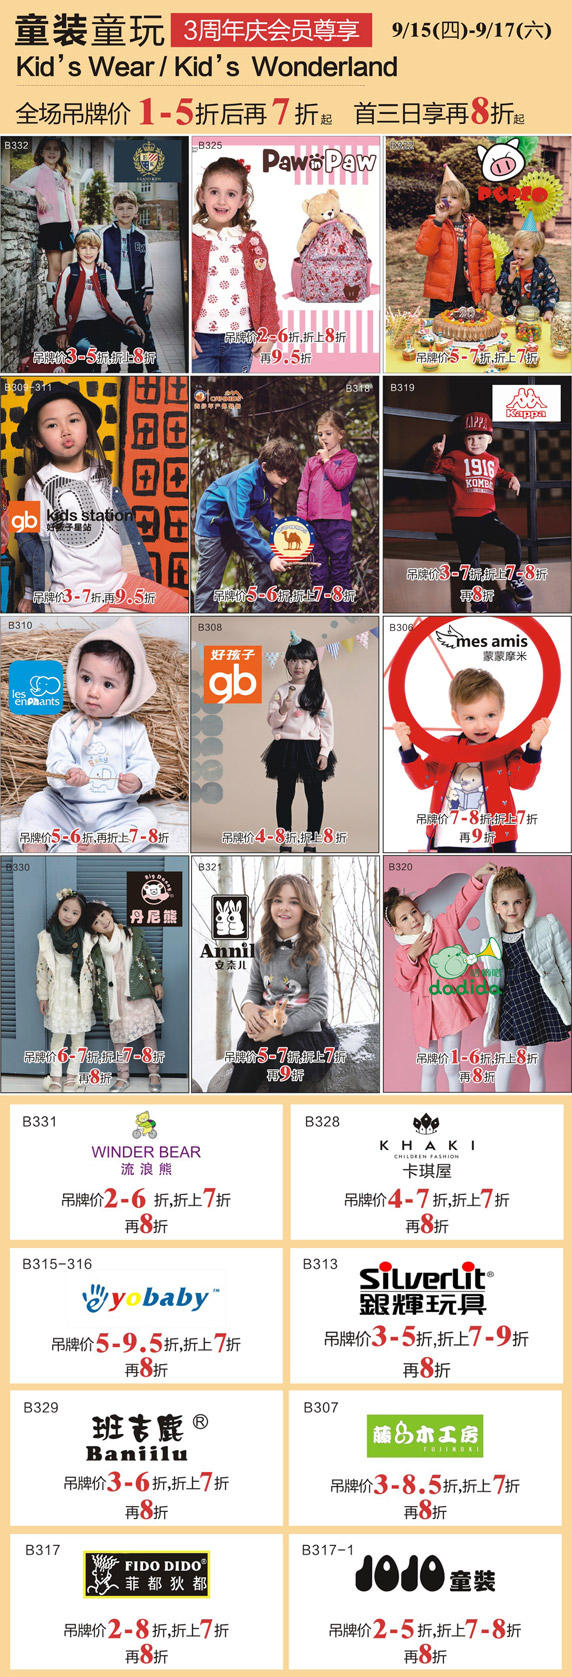 童装童玩 3周年庆会员尊享 9/15(四)-9/17(六)
Kid's Wear / Kid's Wonderland
全场吊牌价1-5折后再7折起 首三日享再8折起
B332
吊牌价3-5折,折上8折
B325
Paw in Paw
吊牌价2-6折,折上8折
再9.5折
PGPCO
吊牌价5-7折,折上7折
B309-311
gb kids station
好孩子星站
吊牌价3-7折,再9.5折
B318
吊牌价5-6折,折上7-8折
B319
Kappa
KAPPA
1916
KOMBAT
吊牌价3-7折,折上7-8折
再8折
B310
les enphants
吊牌价5-6折,再折上7-8折
B308
好孩子
gb
吊牌价4-8折,折上8折
B306
mes amis
蒙蒙摩米
吊牌价7-8折,折上7折
再9折
B330
Big Danny
丹尼熊
吊牌价6-7折,折上7-8折
再8折
B321
Annil
安奈儿
吊牌价5-7折,折上7折
再9折
B320
dadida
吊牌价1-6折,折上8折
再8折
B331
WINDER BEAR
流浪熊
吊牌价2-6折,折上7折
再8折
B328
KHAKI
CHILDREN FASHION
卡琪屋
吊牌价4-7折,折上7折
再8折
B315-316
yobaby™
吊牌价5-9.5折,折上7折
再8折
B313
Silverlit®
銀輝玩具
吊牌价3-5折,折上7-9折
再8折
B329
班吉鹿®
Baniilu
吊牌价3-6折,折上7折
再8折
B307
藤木工房
FUJINOKI
吊牌价3-8.5折,折上7折
再8折
B317
FIDO DIDO®
菲都狄都
吊牌价2-8折,折上7折
再8折
B317-1
JOJO童装
吊牌价2-5折,折上7-8折
再8折